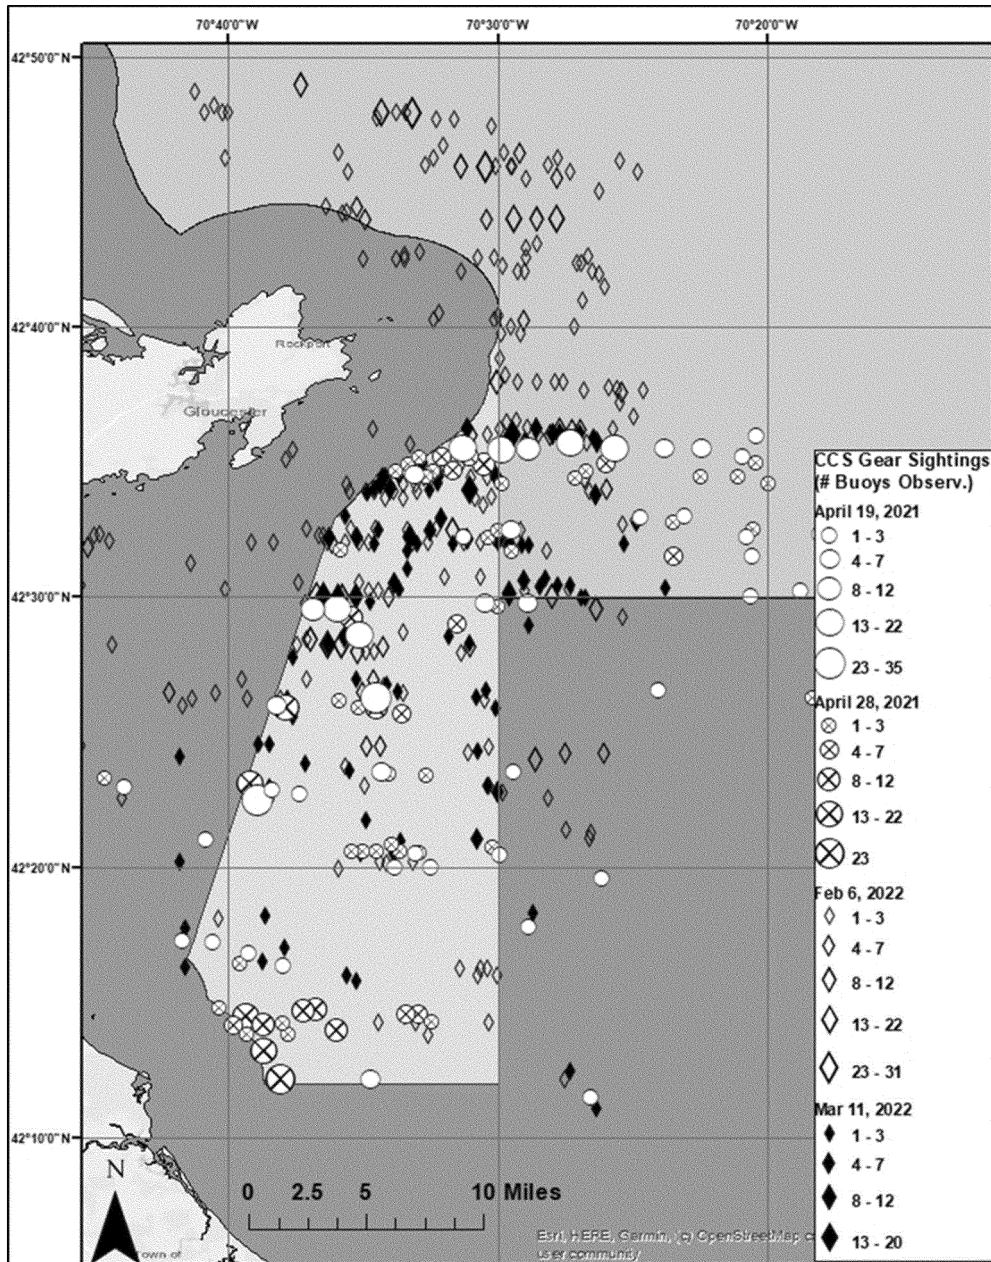 70°40'0"W 70°30'0"W 70°20'0"W
42°50'0"N
42°40'0"N
Rockport
Gloucester
42°30'0"N
42°20'0"N
42°10'0"N
CCS Gear Sightings
(# Buoys Observ.)
April 19, 2021
1 - 3
4 - 7
8 - 12
13 - 22
23 - 35
April 28, 2021
1 - 3
4 - 7
8 - 12
13 - 22
23
Feb 6, 2022
1 - 3
4 - 7
8 - 12
13 - 22
23 - 31
Mar 11, 2022
1 - 3
4 - 7
8 - 12
13 - 20
N
0 2.5 5 10 Miles
Town of
Esri, HERE, Garmin, (c) OpenStreetMap c
user community